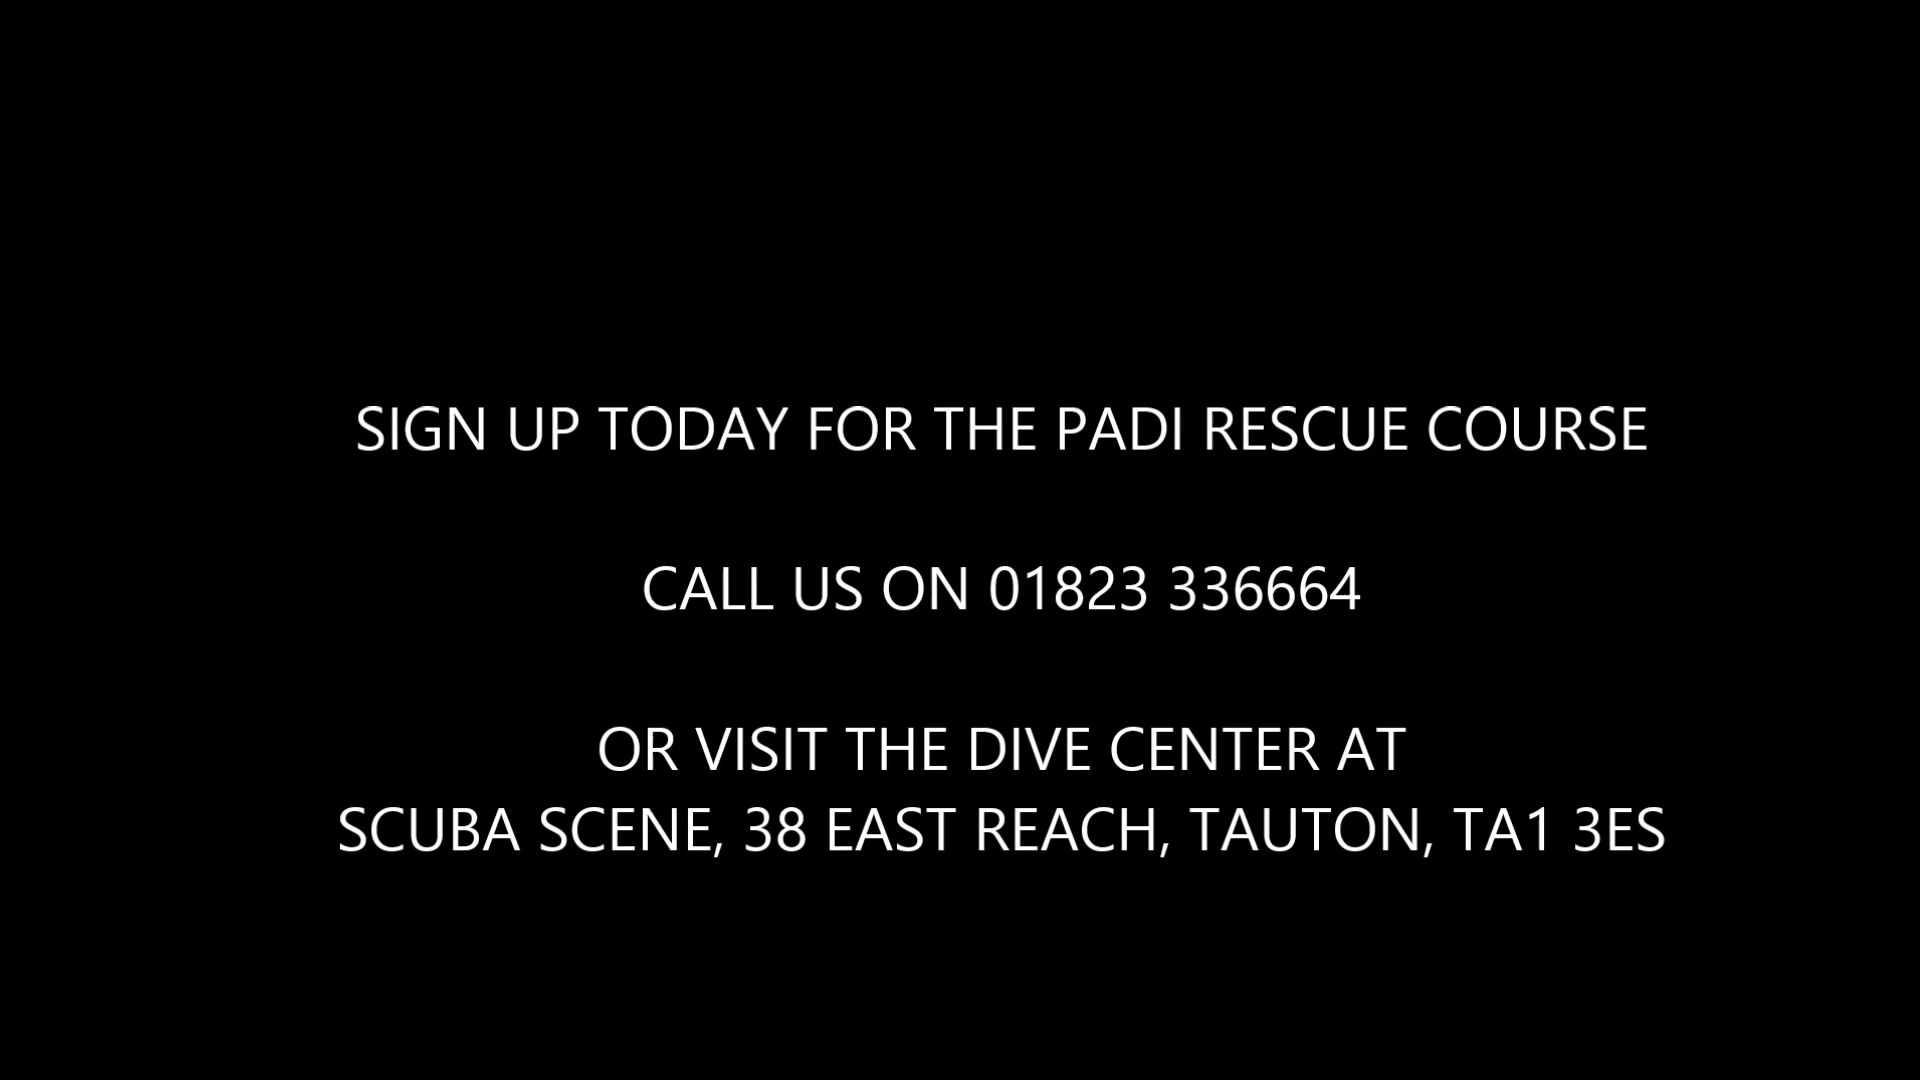 SIGN UP TODAY FOR THE PADI RESCUE COURSE
CALL US ON 01823 336664
OR VISIT THE DIVE CENTER AT
SCUBA SCENE, 38 EAST REACH, TAUTON, TA1 3ES